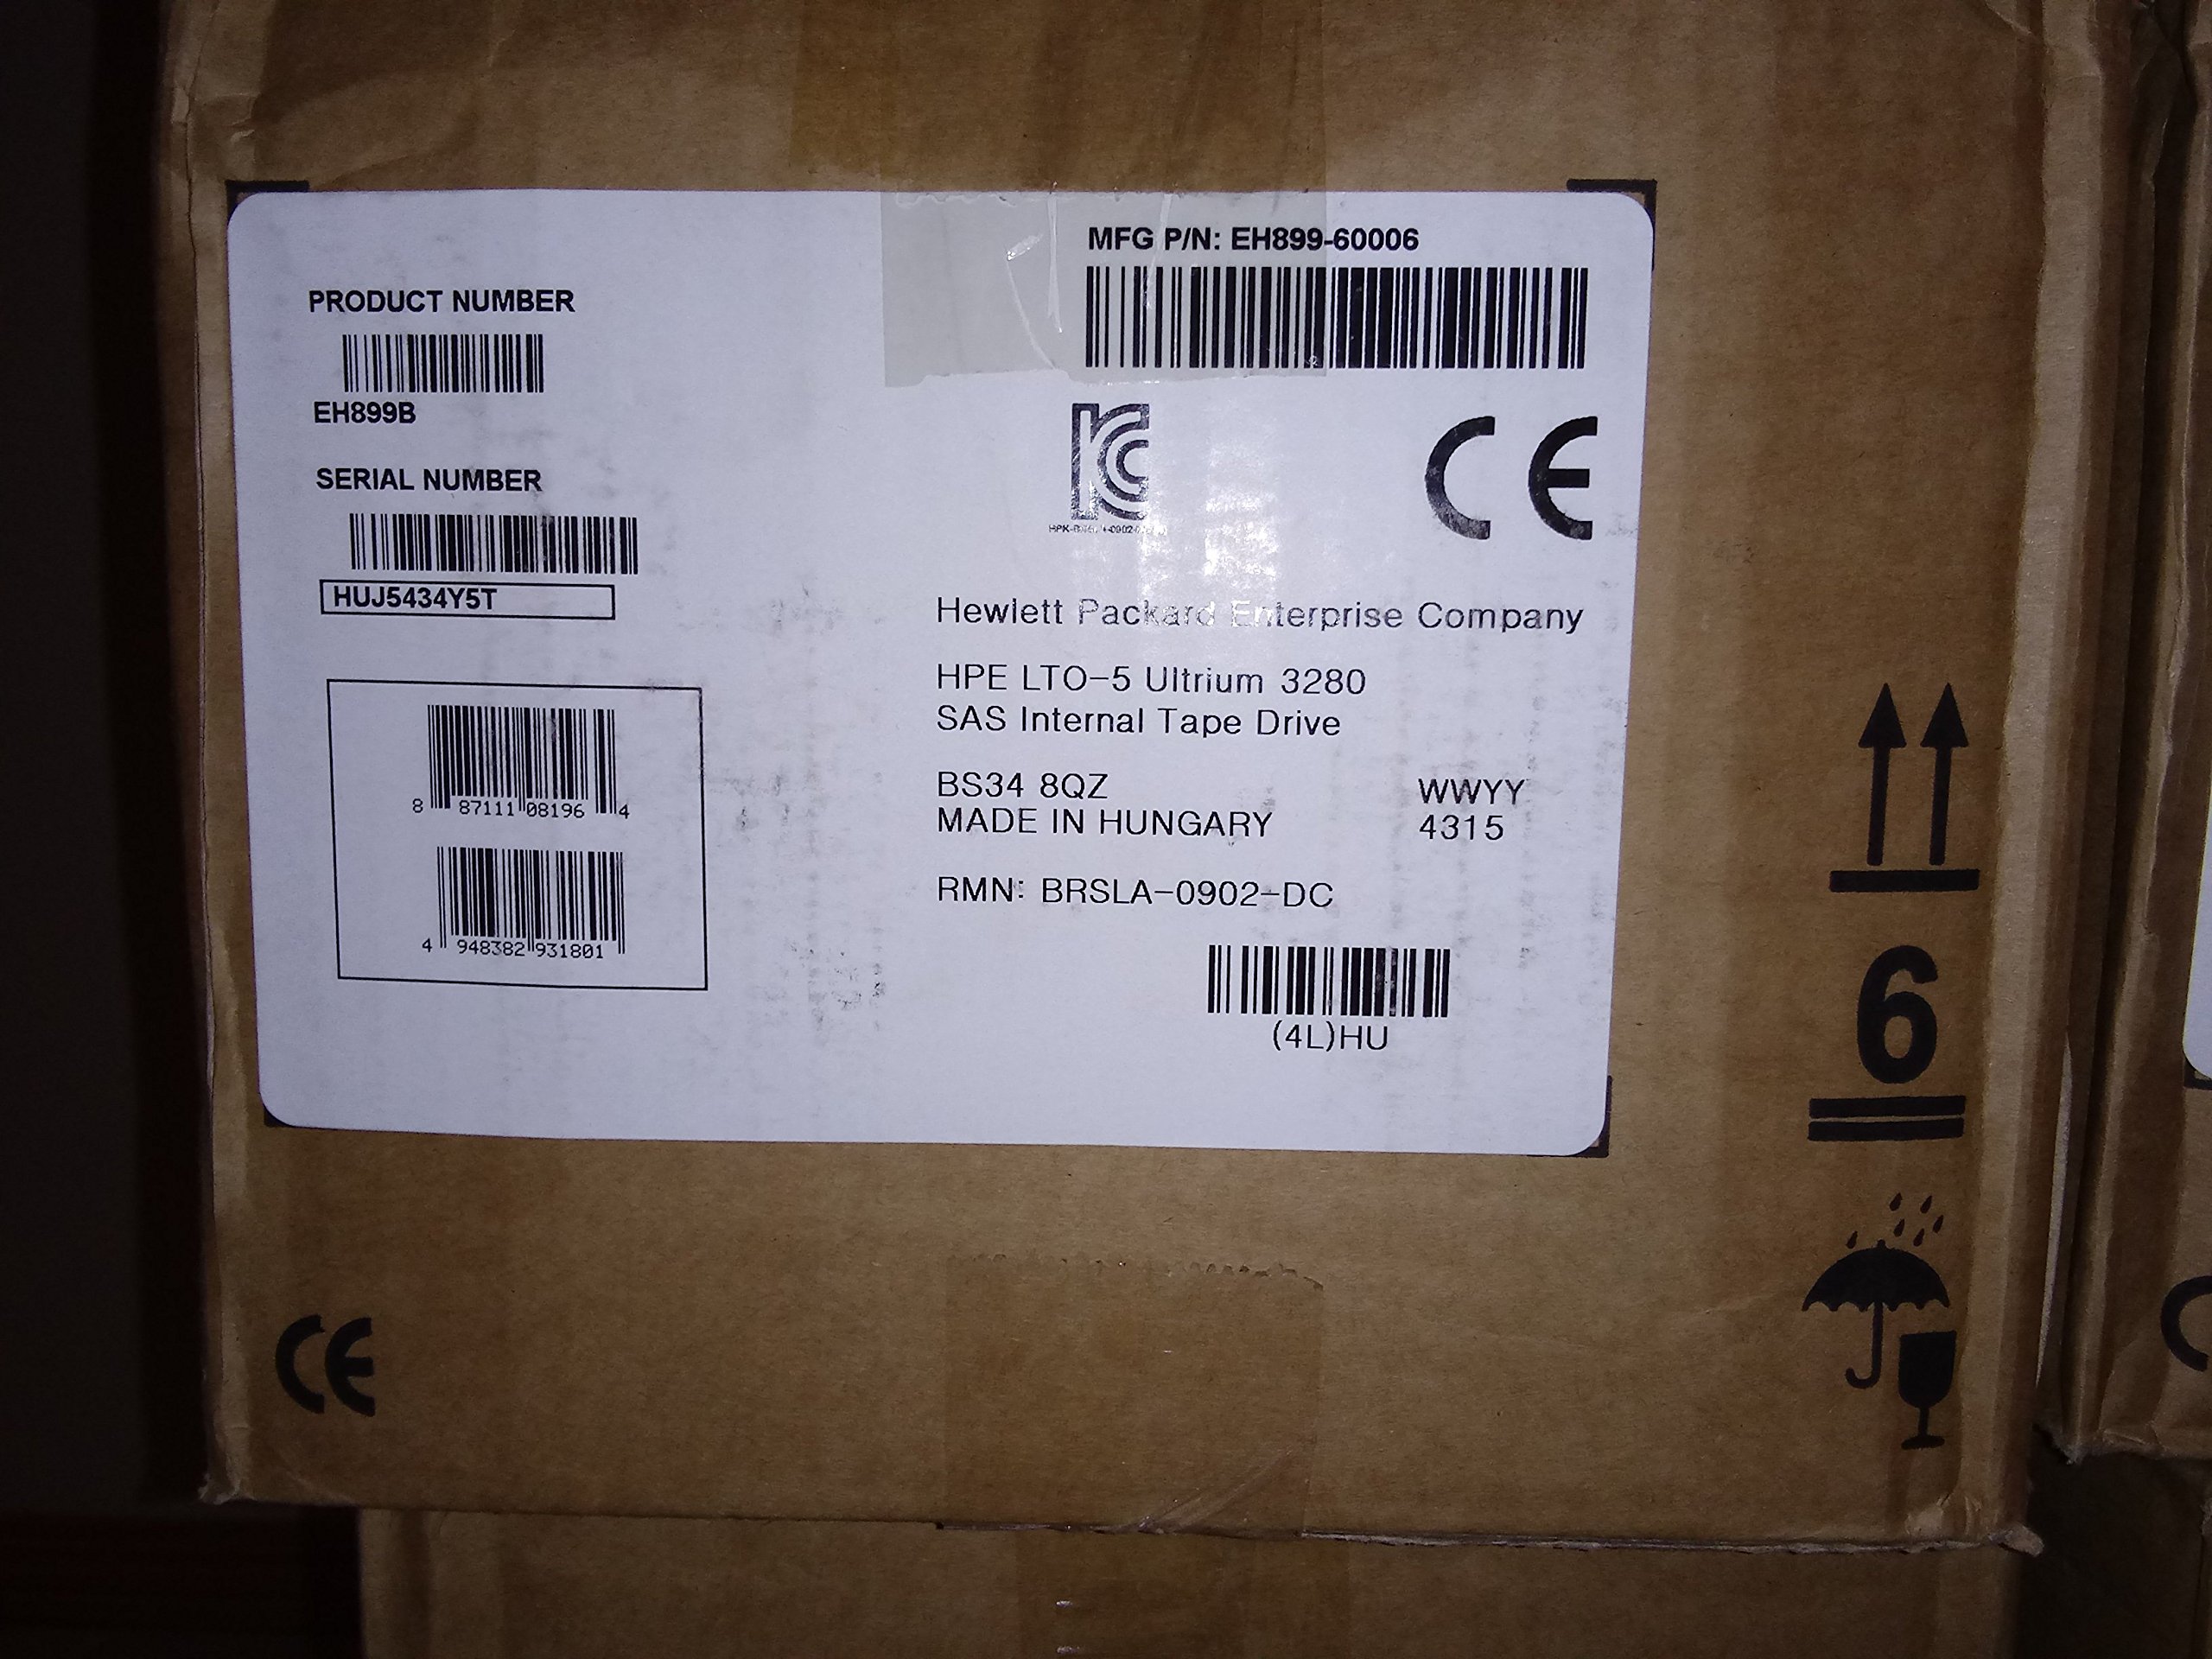 MFG P/N: EH899-60006
PRODUCT NUMBER
EH899B
SERIAL NUMBER
HUJ5434Y5T
CE
Hewlett Packard Enterprise Company
HPE LTO-5 Ultrium 3280
SAS Internal Tape Drive
BS34 8QZ
WWYY
MADE IN HUNGARY
4315
RMN: BRSLA-0902-DC
8 87111 08196 4
4 948382 931801
(4L)HU
6
CE